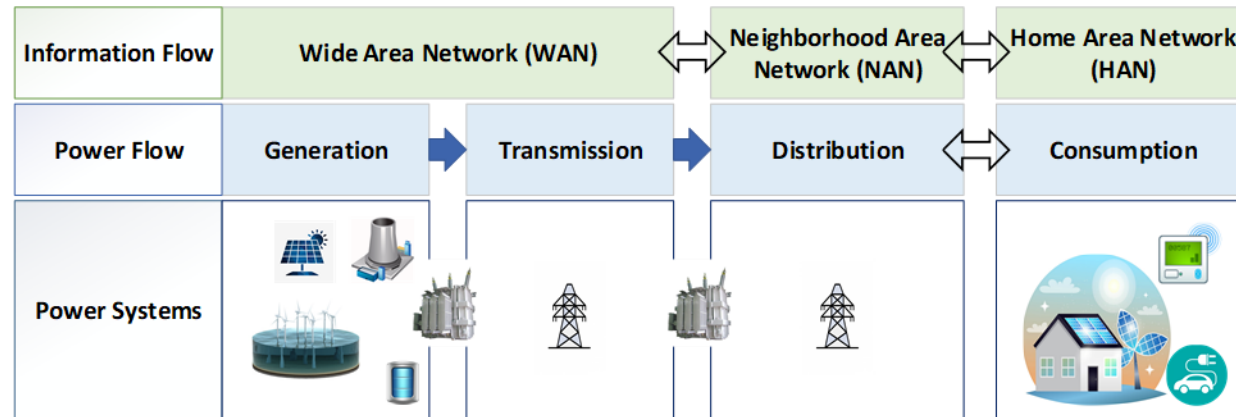 Information Flow
Wide Area Network (WAN)
Neighborhood Area
Network (NAN)
Home Area Network
(HAN)
Power Flow
Generation
Transmission
Distribution
Consumption
Power Systems